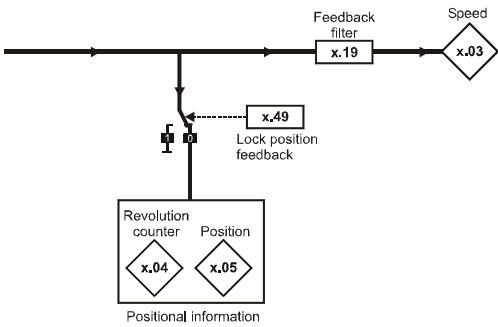 Speed
Feedback
filter
x.19
x.03
x.49
1 0
Lock position
feedback
Revolution
counter
Position
x.04
x.05
Positional information